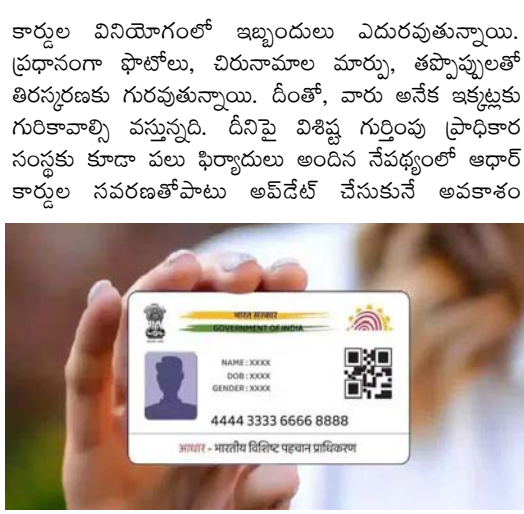 కార్డుల వినియోగంలో ఇబ్బందులు ఎదురవుతున్నాయి.
ప్రధానంగా ఫొటోలు, చిరునామాల మార్పు, తప్పొప్పులతో
తిరస్కరణకు గురవుతున్నాయి. దీంతో, వారు అనేక ఇక్కట్లకు
గురికావాల్సి వస్తున్నది. దీనిపై విశిష్ట గుర్తింపు ప్రాధికార
సంస్థకు కూడా పలు ఫిర్యాదులు అందిన నేపథ్యంలో ఆధార్
కార్డుల సవరణతోపాటు అప్‌డేట్ చేసుకునే అవకాశం
भारत सरकार
GOVERNMENT OF INDIA
NAME : XXXX
DOB : XXXX
GENDER : XXXX
4444 3333 6666 8888
आधार - भारतीय विशिष्ट पहचान प्राधिकरण